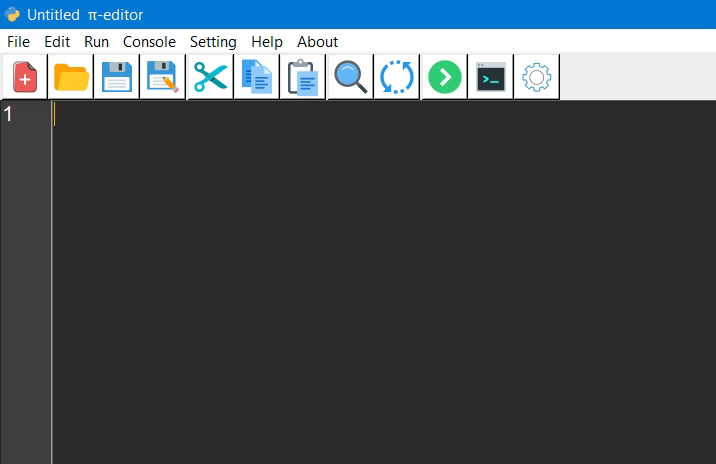 Untitled π-editor
File Edit Run Console Setting Help About
>_
1